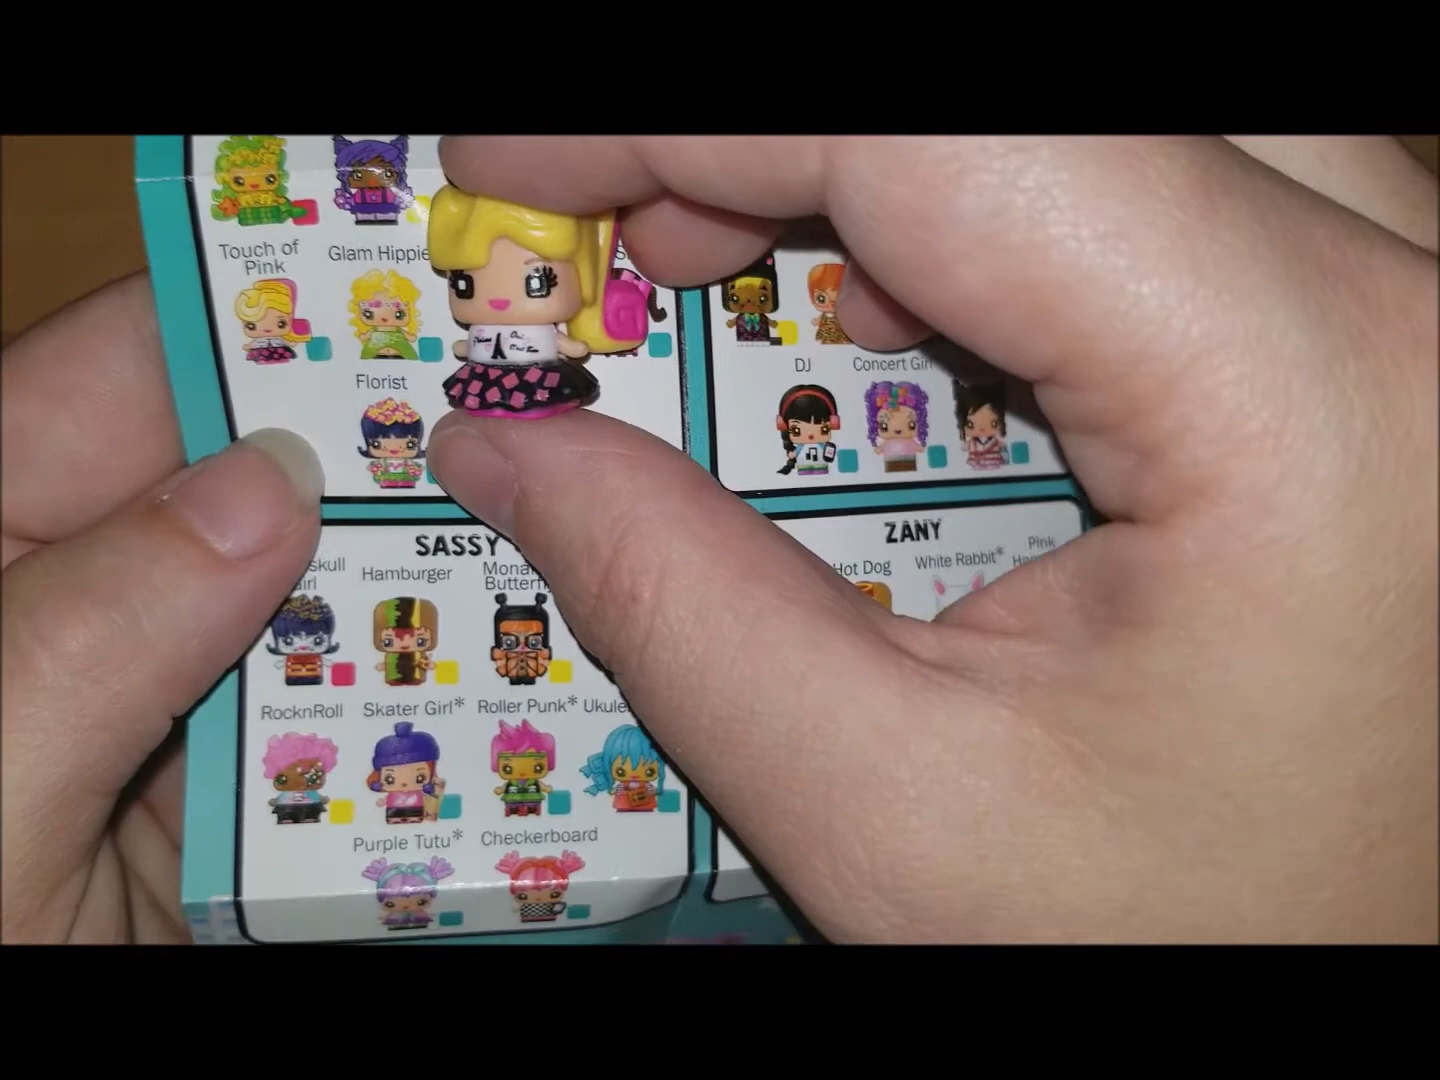 Touch of
Pink
Glam Hippie
Florist
DJ
Concert Girl
SASSY
skull
Hamburger
RocknRoll
Skater Girl*
Roller Punk*
Purple Tutu*
Checkerboard
ZANY
Hot Dog
White Rabbit*
Pink